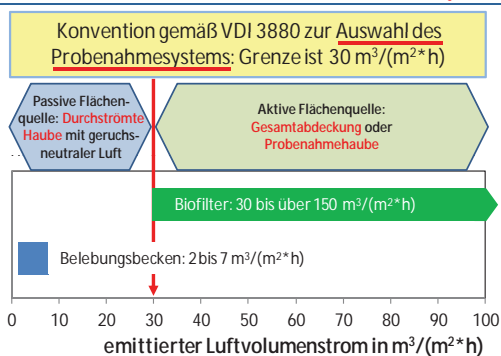 Konvention gemäß VDI 3880 zur Auswahl des
Probenahmesystems: Grenze ist 30 m³/(m²*h)
Passive Flächen-
quelle: Durchströmte
Haube mit geruchs-
neutraler Luft
Aktive Flächenquelle:
Gesamtabdeckung oder
Probenahmehaube
Biofilter: 30 bis über 150 m³/(m²*h)
Belebungsbecken: 2 bis 7 m³/(m²*h)
0 10 20 30 40 50 60 70 80 90 100
emittierter Luftvolumenstrom in m³/(m²*h)